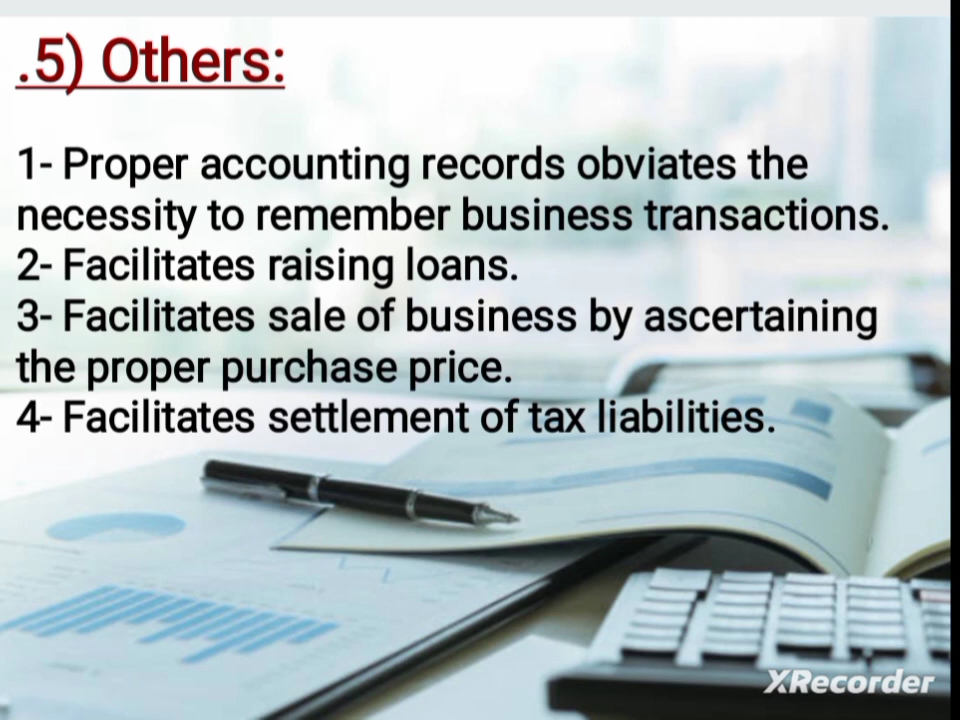 .5) Others:
1- Proper accounting records obviates the
necessity to remember business transactions.
2- Facilitates raising loans.
3- Facilitates sale of business by ascertaining
the proper purchase price.
4- Facilitates settlement of tax liabilities.
XRecorder